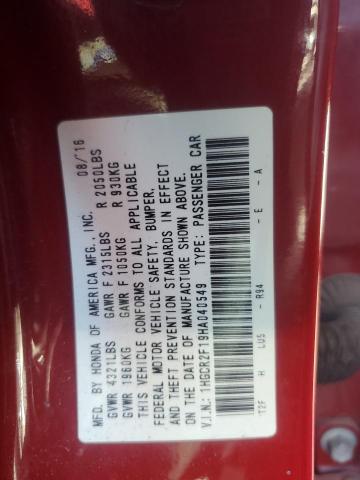 MFD. BY HONDA OF AMERICA MFG., INC. 08/'16
GVWR 4321LBS GAWR F 2315LBS R 2050LBS
GVWR 1960KG GAWR F 1050KG R 930KG
THIS VEHICLE CONFORMS TO ALL APPLICABLE
FEDERAL MOTOR VEHICLE SAFETY, BUMPER,
AND THEFT PREVENTION STANDARDS IN EFFECT
ON THE DATE OF MANUFACTURE SHOWN ABOVE.
V.I.N.: 1HGCR2F19HA040549 TYPE: PASSENGER CAR
T2F H LUS - R94 - E - A